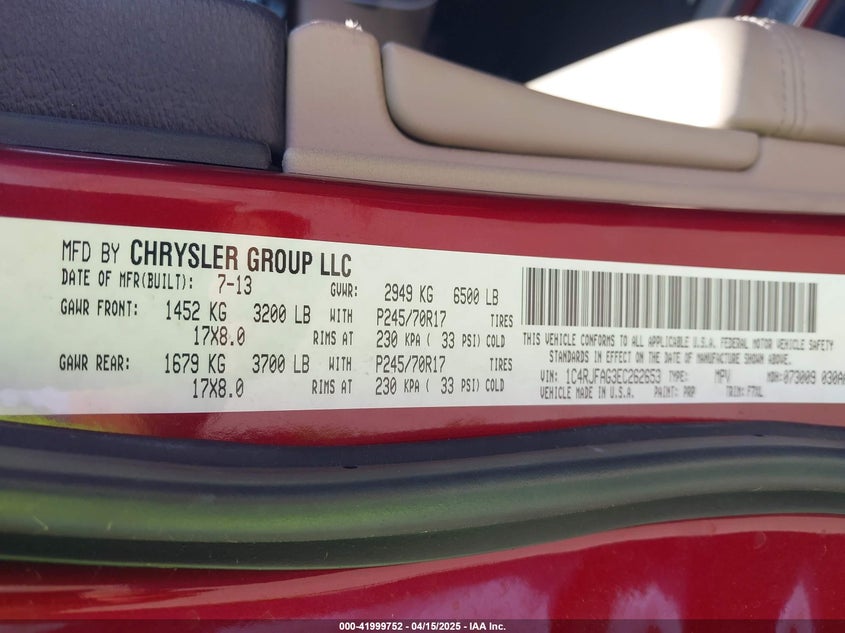 MFD BY CHRYSLER GROUP LLC
DATE OF MFR(BUILT): 7-13 GVWR: 2949 KG 6500 LB
GAWR FRONT: 1452 KG 3200 LB WITH P245/70R17 TIRES
17X8.0 RIMS AT 230 KPA ( 33 PSI) COLD
GAWR REAR: 1679 KG 3700 LB WITH P245/70R17 TIRES
17X8.0 RIMS AT 230 KPA ( 33 PSI) COLD
THIS VEHICLE CONFORMS TO ALL APPLICABLE U.S.A. FEDERAL MOTOR VEHICLE SAFETY
STANDARDS IN EFFECT ON THE DATE OF MANUFACTURE SHOWN ABOVE.
VIN: 1C4RJFAG3EC262653 TYPE: MPV MDH: 073009 030A
VEHICLE MADE IN U.S.A. PAINT: PRP TRIM:
000-41999752 | 04/15/2025 | IAA Inc.